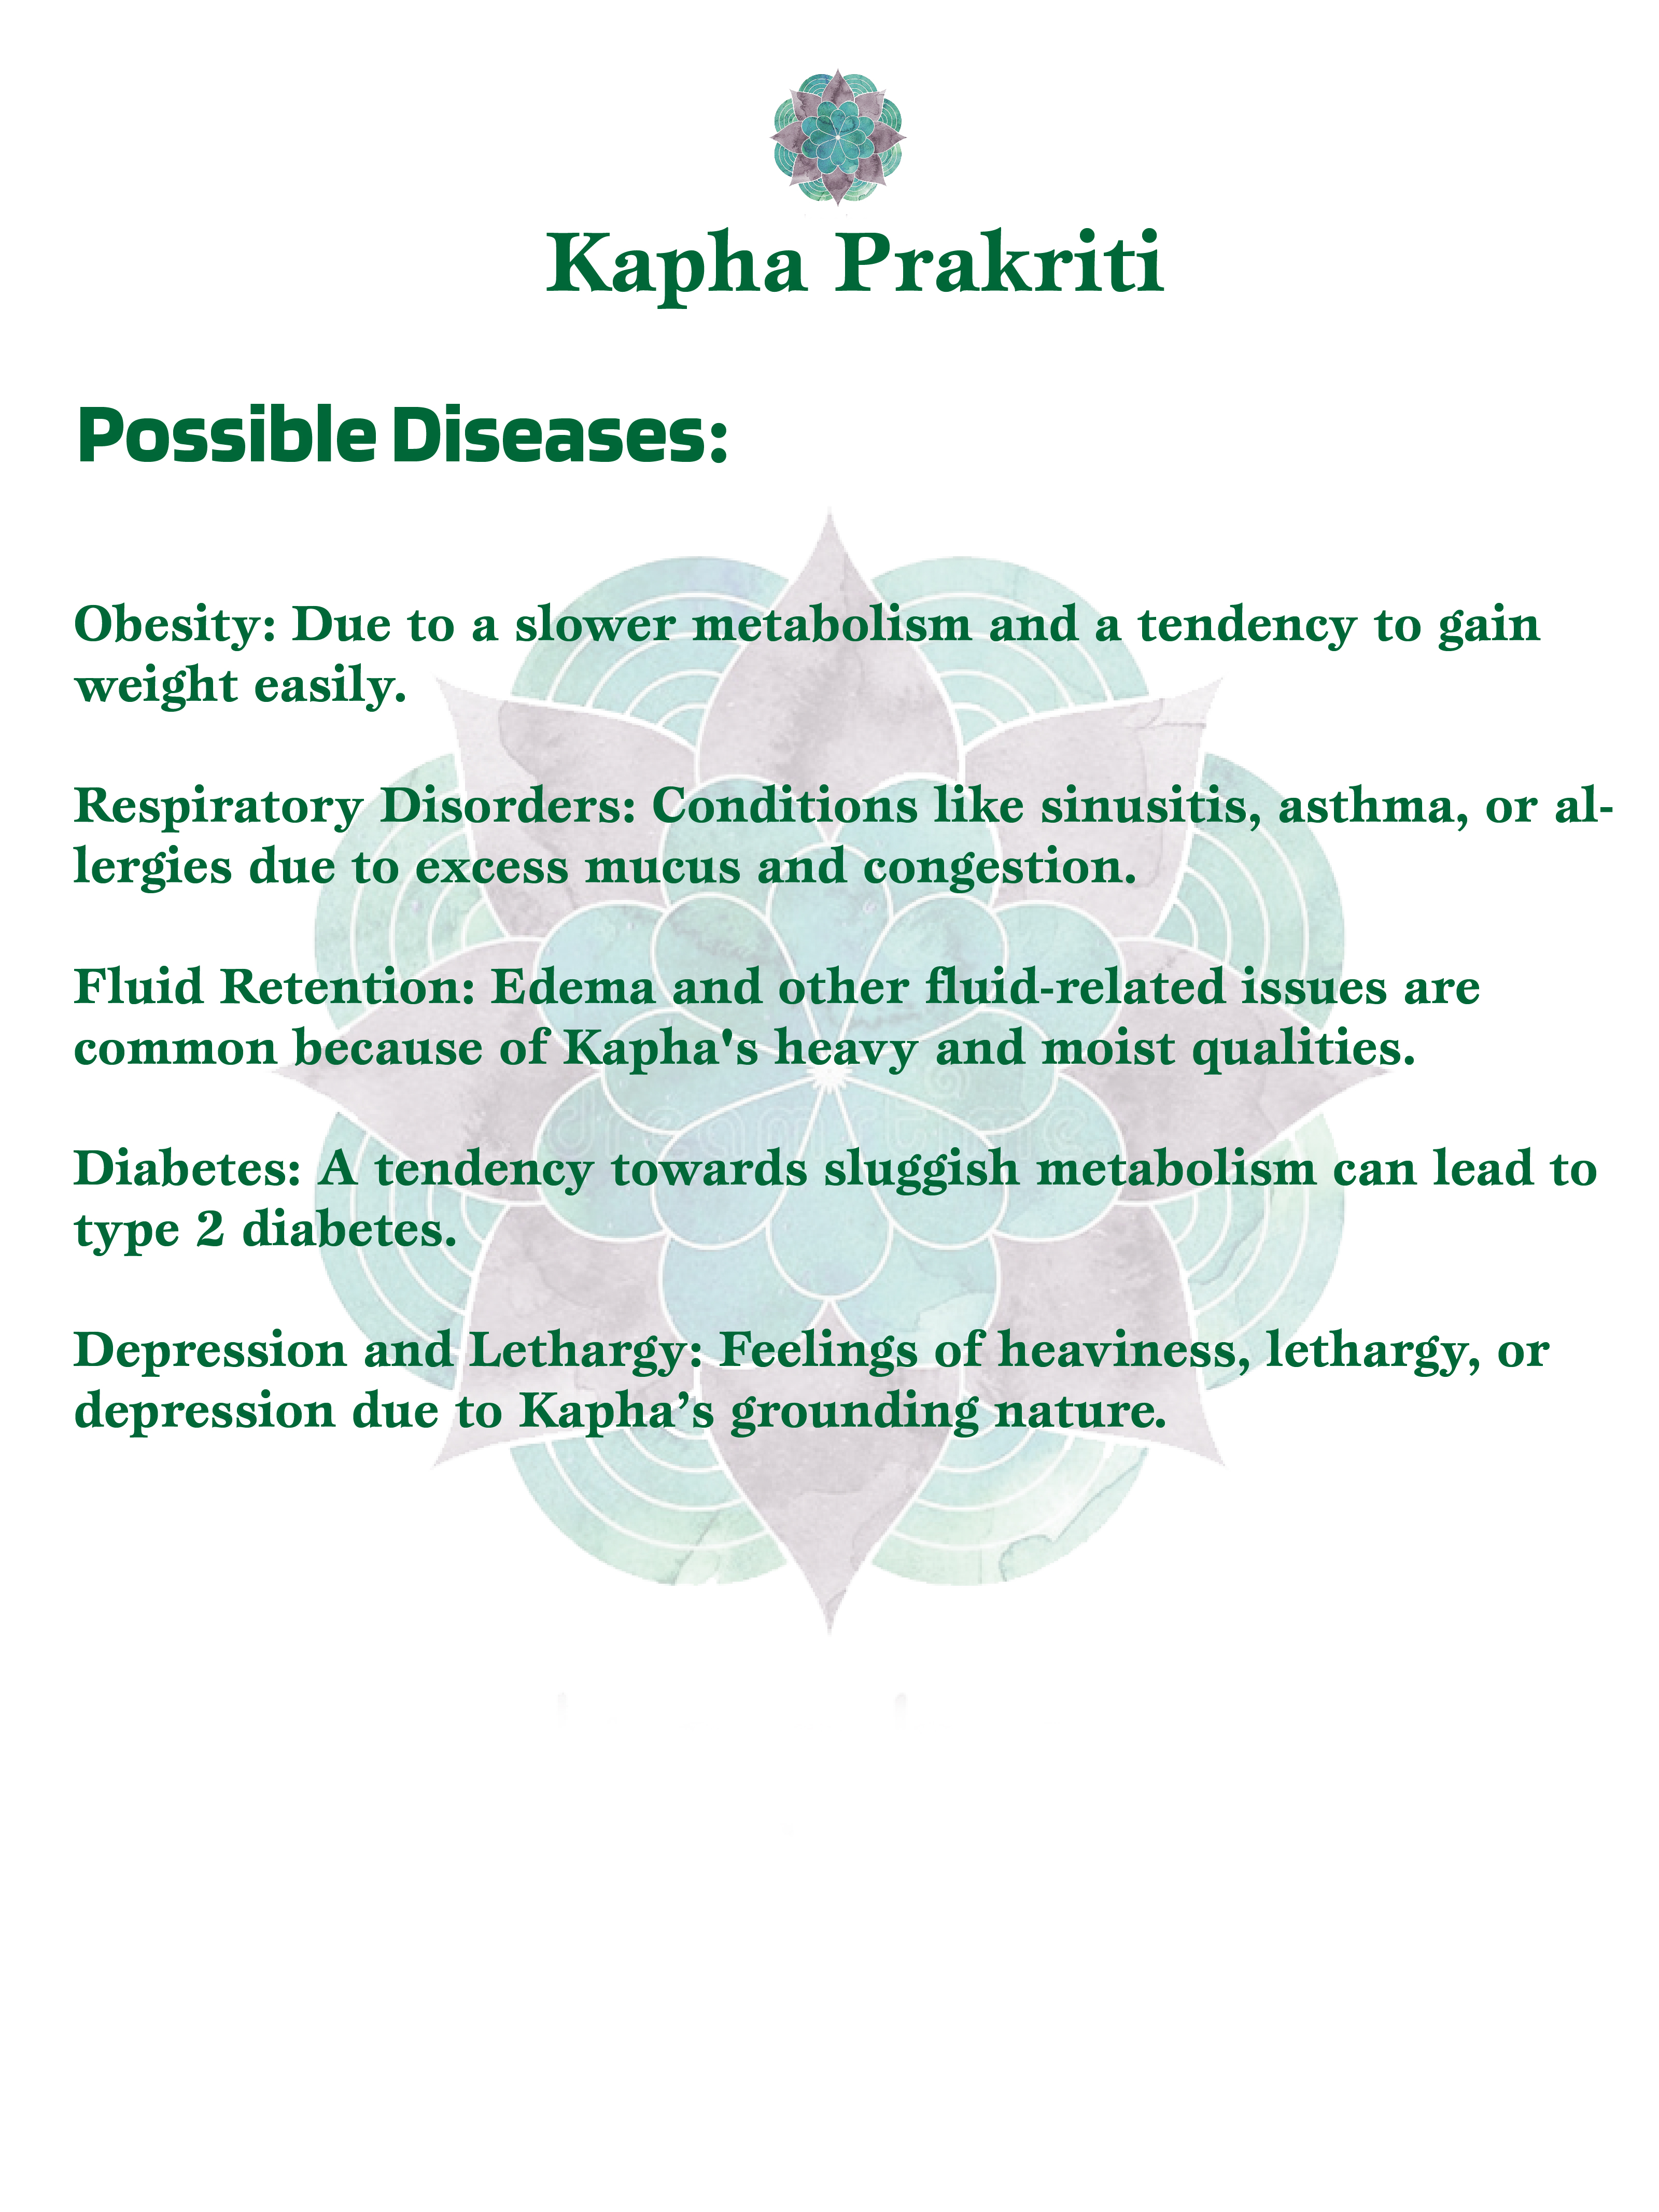 Kapha Prakriti
Possible Diseases:
Obesity: Due to a slower metabolism and a tendency to gain
weight easily.
Respiratory Disorders: Conditions like sinusitis, asthma, or al-
lergies due to excess mucus and congestion.
Fluid Retention: Edema and other fluid-related issues are
common because of Kapha's heavy and moist qualities.
dreamstime
Diabetes: A tendency towards sluggish metabolism can lead to
type 2 diabetes.
Depression and Lethargy: Feelings of heaviness, lethargy, or
depression due to Kapha’s grounding nature.